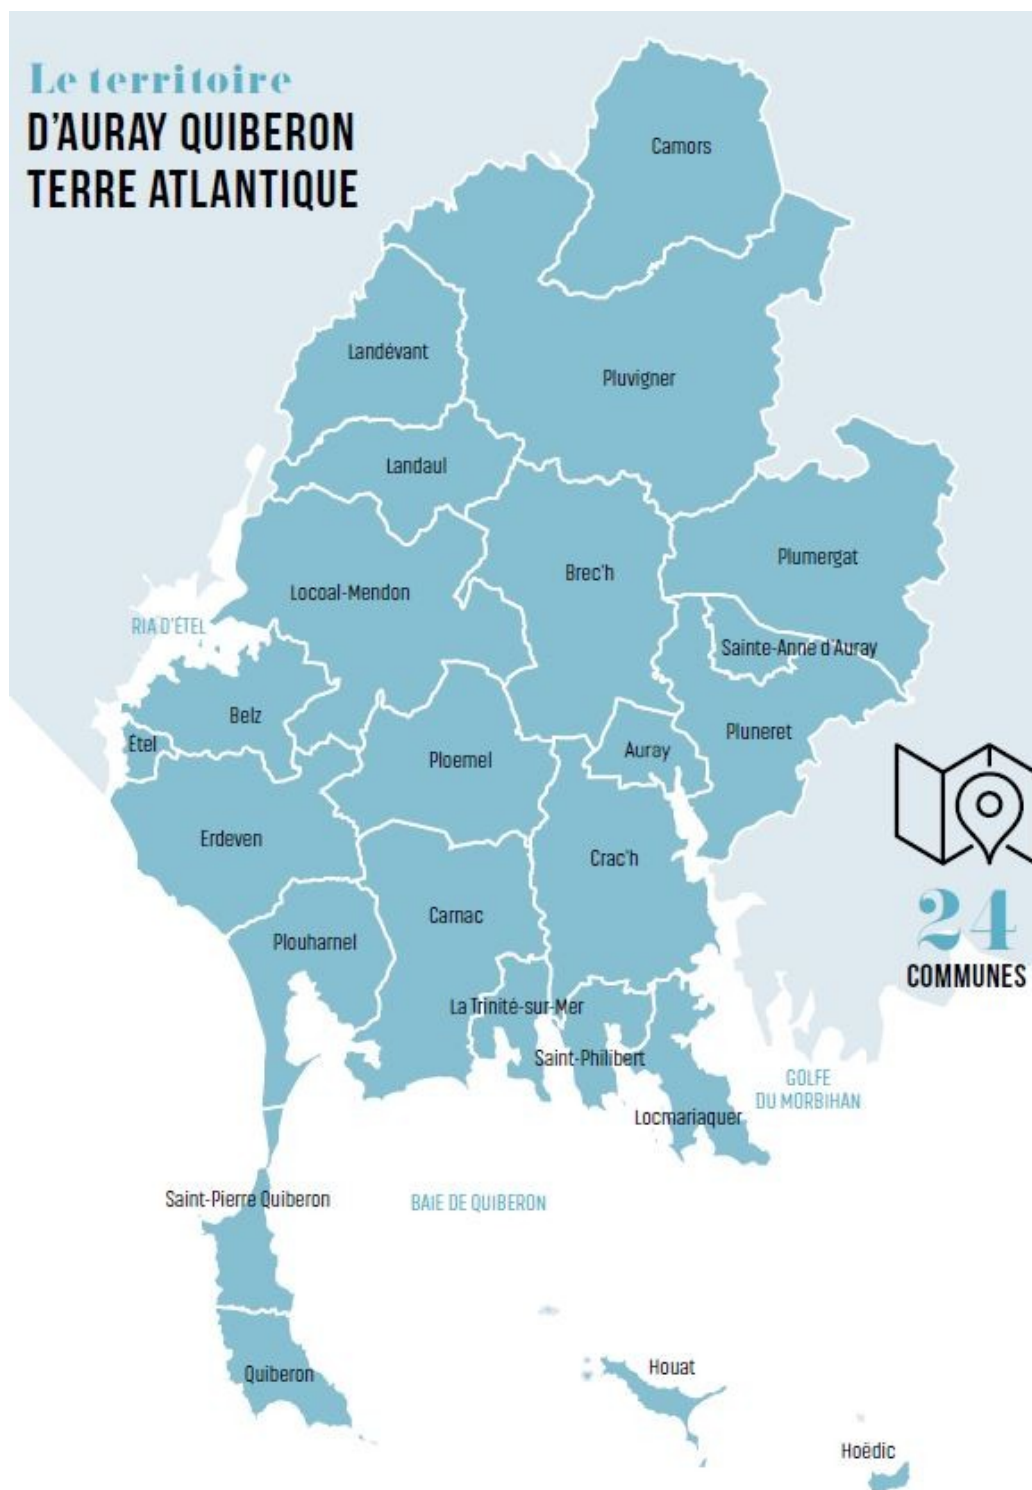 Le territoire
D'AURAY QUIBERON
TERRE ATLANTIQUE
Camors
Landévant
Pluvigner
Landaul
Plumergat
Brec'h
Locoal-Mendon
RIA D'ÉTEL
Sainte-Anne d'Auray
Belz
Étel
Pluneret
Auray
Ploemel
Erdeven
Crac'h
Carnac
24
COMMUNES
Plouharnel
La Trinité-sur-Mer
Saint-Philibert
GOLFE
DU MORBIHAN
Locmariaquer
Saint-Pierre Quiberon
BAIE DE QUIBERON
Quiberon
Houat
Hoëdic